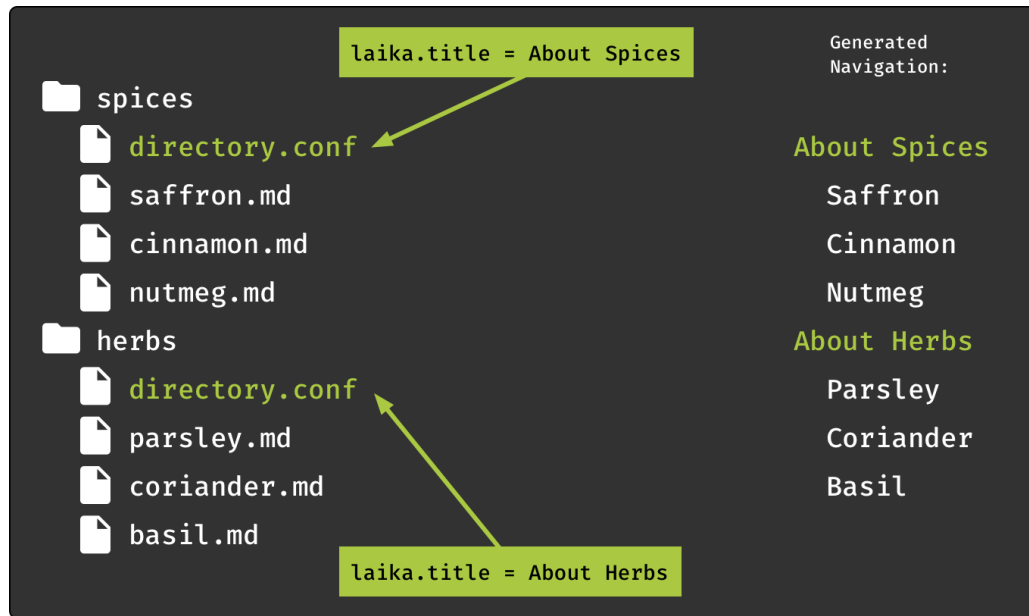 laika.title = About Spices
Generated
Navigation:
spices
directory.conf
About Spices
saffron.md
Saffron
cinnamon.md
Cinnamon
nutmeg.md
Nutmeg
herbs
About Herbs
directory.conf
Parsley
parsley.md
Coriander
coriander.md
Basil
basil.md
laika.title = About Herbs